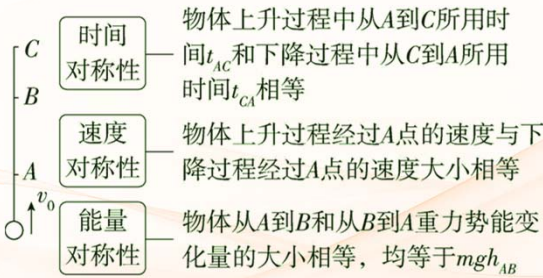 C
B
A
v₀
时间
对称性
物体上升过程中从A到C所用时
间t_AC和下降过程中从C到A所用
时间t_CA相等
速度
对称性
物体上升过程经过A点的速度与下
降过程经过A点的速度大小相等
能量
对称性
物体从A到B和从B到A重力势能变
化量的大小相等，均等于mgh_AB